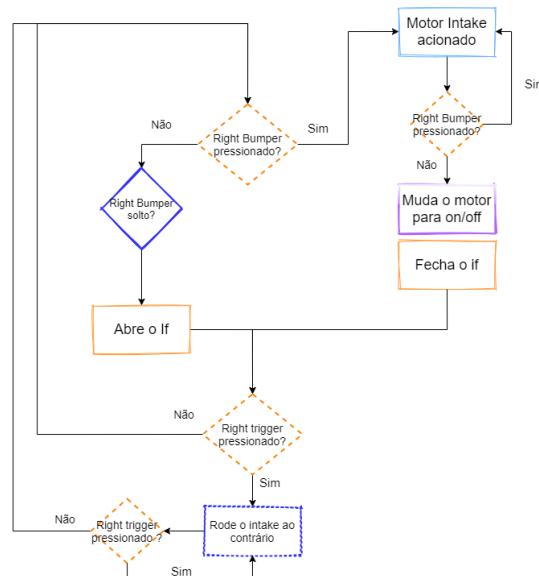 Motor Intake
acionado
Sim
Não
Right Bumper
pressionado?
Right Bumper
pressionado?
Sir
Não
Right Bumper
solto?
Muda o motor
para on/off
Fecha o if
Abre o If
Não
Right trigger
pressionado?
Sim
Não
Right trigger
pressionado ?
Rode o intake ao
contrário
Sim